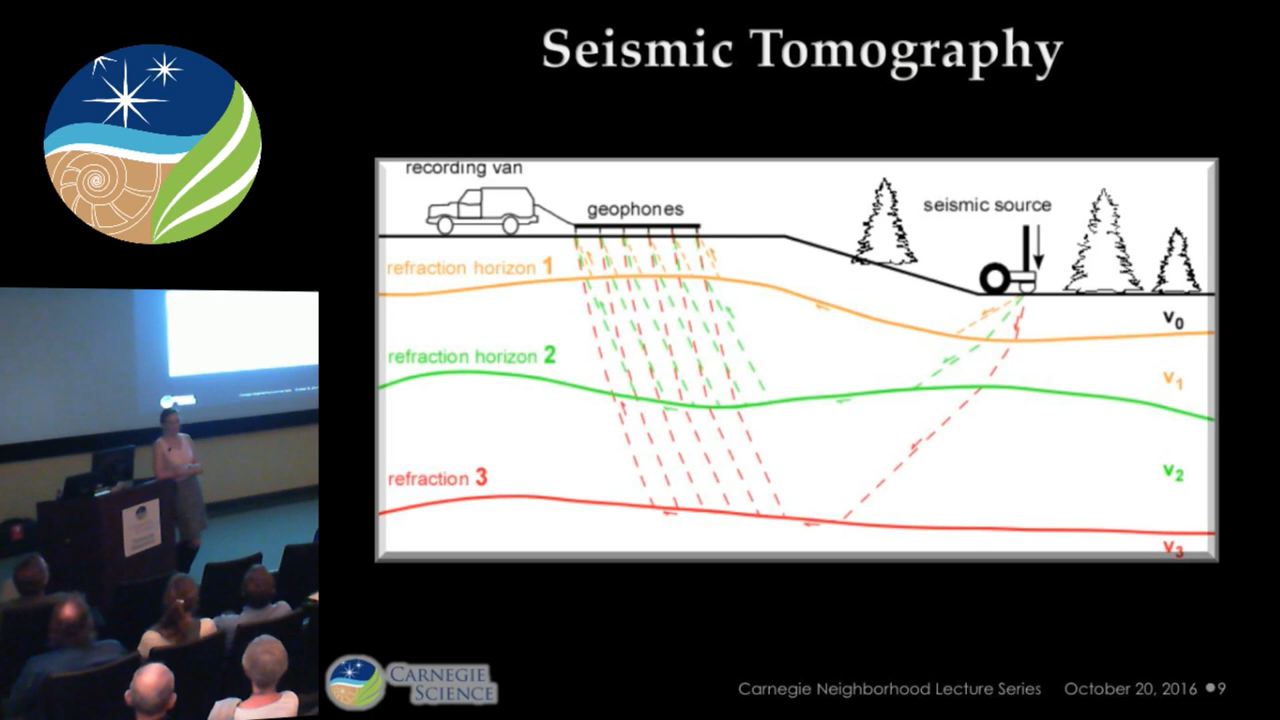 Seismic Tomography
recording van
geophones
seismic source
refraction horizon 1
v0
refraction horizon 2
v1
refraction 3
v2
v3
CARNEGIE
SCIENCE
Carnegie Neighborhood Lecture Series October 20, 2016 •9